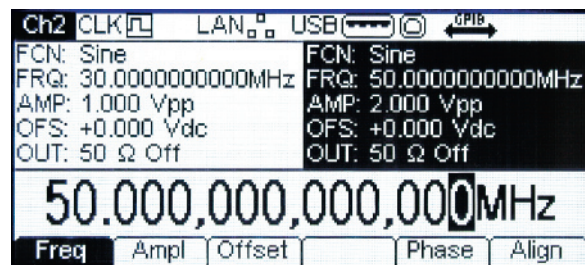 Ch2 CLK LAN USB GPIB
FCN: Sine FCN: Sine
FRQ: 30.0000000000MHz FRQ: 50.0000000000MHz
AMP: 1.000 Vpp AMP: 2.000 Vpp
OFS: +0.000 Vdc OFS: +0.000 Vdc
OUT: 50 Ω Off OUT: 50 Ω Off
50.000,000,000,000MHz
Freq Ampl Offset Phase Align